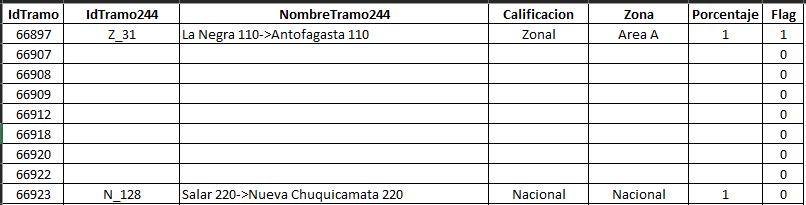 IdTramo IdTramo244 NombreTramo244 Calificacion Zona Porcentaje Flag
66897 Z_31 La Negra 110->Antofagasta 110 Zonal Area A 1 1
66907 0
66908 0
66909 0
66912 0
66918 0
66920 0
66922 0
66923 N_128 Salar 220->Nueva Chuquicamata 220 Nacional Nacional 1 0